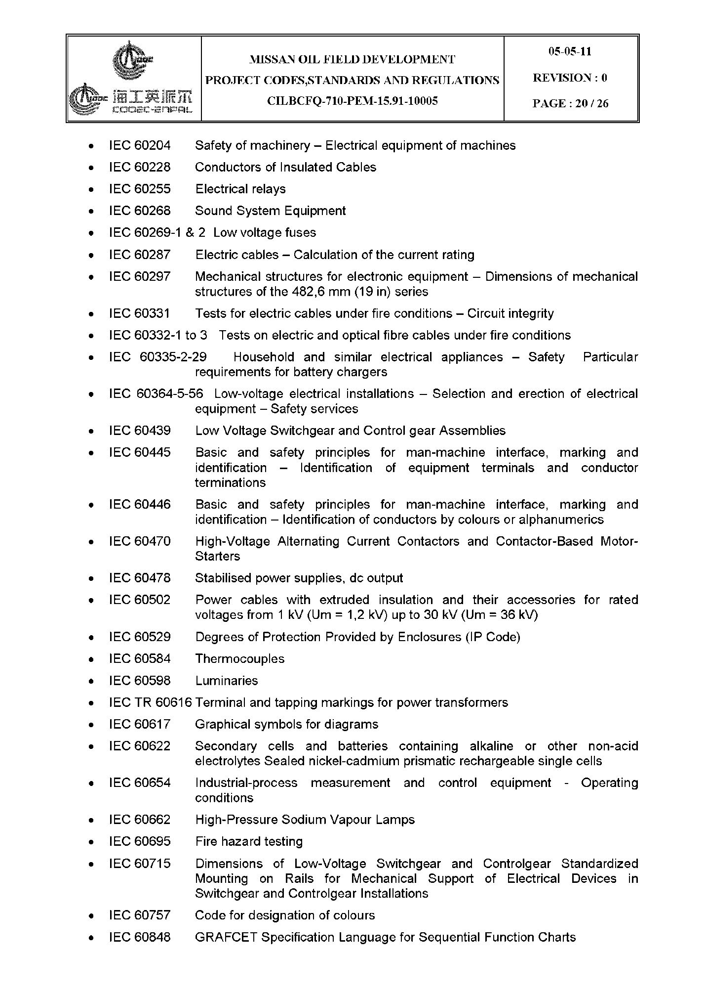 MISSAN OIL FIELD DEVELOPMENT
PROJECT CODES,STANDARDS AND REGULATIONS
CILBCFQ-710-PEM-15.91-10005
05-05-11
REVISION : 0
PAGE : 20 / 26
海工英派尔
COOEC-ENPAL
• IEC 60204 Safety of machinery – Electrical equipment of machines
• IEC 60228 Conductors of Insulated Cables
• IEC 60255 Electrical relays
• IEC 60268 Sound System Equipment
• IEC 60269-1 & 2 Low voltage fuses
• IEC 60287 Electric cables – Calculation of the current rating
• IEC 60297 Mechanical structures for electronic equipment – Dimensions of mechanical
structures of the 482,6 mm (19 in) series
• IEC 60331 Tests for electric cables under fire conditions – Circuit integrity
• IEC 60332-1 to 3 Tests on electric and optical fibre cables under fire conditions
• IEC 60335-2-29 Household and similar electrical appliances – Safety Particular
requirements for battery chargers
• IEC 60364-5-56 Low-voltage electrical installations – Selection and erection of electrical
equipment – Safety services
• IEC 60439 Low Voltage Switchgear and Control gear Assemblies
• IEC 60445 Basic and safety principles for man-machine interface, marking and
identification – Identification of equipment terminals and conductor
terminations
• IEC 60446 Basic and safety principles for man-machine interface, marking and
identification – Identification of conductors by colours or alphanumerics
• IEC 60470 High-Voltage Alternating Current Contactors and Contactor-Based Motor-
Starters
• IEC 60478 Stabilised power supplies, dc output
• IEC 60502 Power cables with extruded insulation and their accessories for rated
voltages from 1 kV (Um = 1,2 kV) up to 30 kV (Um = 36 kV)
• IEC 60529 Degrees of Protection Provided by Enclosures (IP Code)
• IEC 60584 Thermocouples
• IEC 60598 Luminaries
• IEC TR 60616 Terminal and tapping markings for power transformers
• IEC 60617 Graphical symbols for diagrams
• IEC 60622 Secondary cells and batteries containing alkaline or other non-acid
electrolytes Sealed nickel-cadmium prismatic rechargeable single cells
• IEC 60654 Industrial-process measurement and control equipment - Operating
conditions
• IEC 60662 High-Pressure Sodium Vapour Lamps
• IEC 60695 Fire hazard testing
• IEC 60715 Dimensions of Low-Voltage Switchgear and Controlgear Standardized
Mounting on Rails for Mechanical Support of Electrical Devices in
Switchgear and Controlgear Installations
• IEC 60757 Code for designation of colours
• IEC 60848 GRAFCET Specification Language for Sequential Function Charts